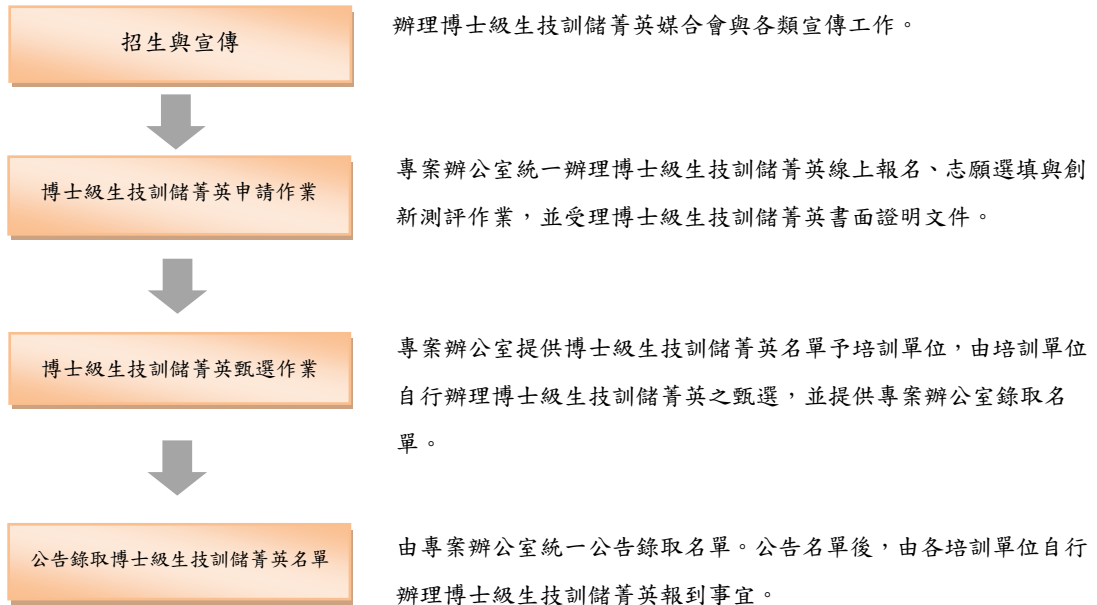 招生與宣傳
辦理博士級生技訓儲菁英媒合會與各類宣傳工作。
博士級生技訓儲菁英申請作業
專案辦公室統一辦理博士級生技訓儲菁英線上報名、志願選填與創
新測評作業，並受理博士級生技訓儲菁英書面證明文件。
博士級生技訓儲菁英甄選作業
專案辦公室提供博士級生技訓儲菁英名單予培訓單位，由培訓單位
自行辦理博士級生技訓儲菁英之甄選，並提供專案辦公室錄取名
單。
公告錄取博士級生技訓儲菁英名單
由專案辦公室統一公告錄取名單。公告名單後，由各培訓單位自行
辦理博士級生技訓儲菁英報到事宜。